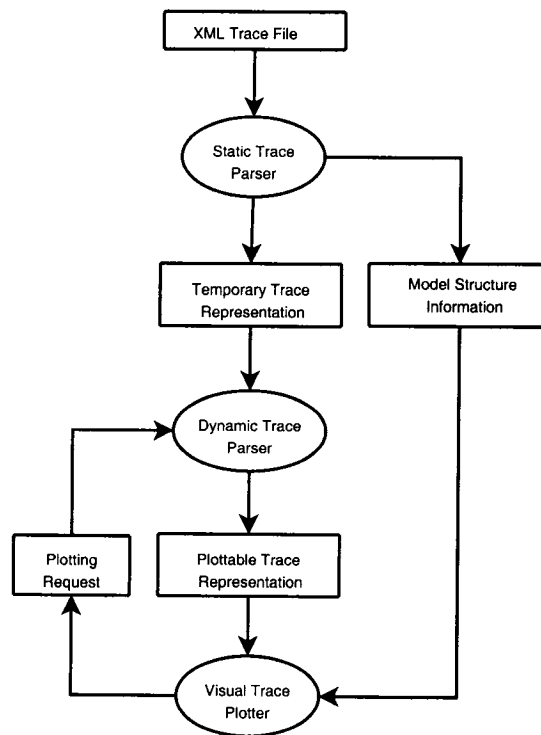 XML Trace File
Static Trace
Parser
Temporary Trace
Representation
Model Structure
Information
Dynamic Trace
Parser
Plotting
Request
Plottable Trace
Representation
Visual Trace
Plotter